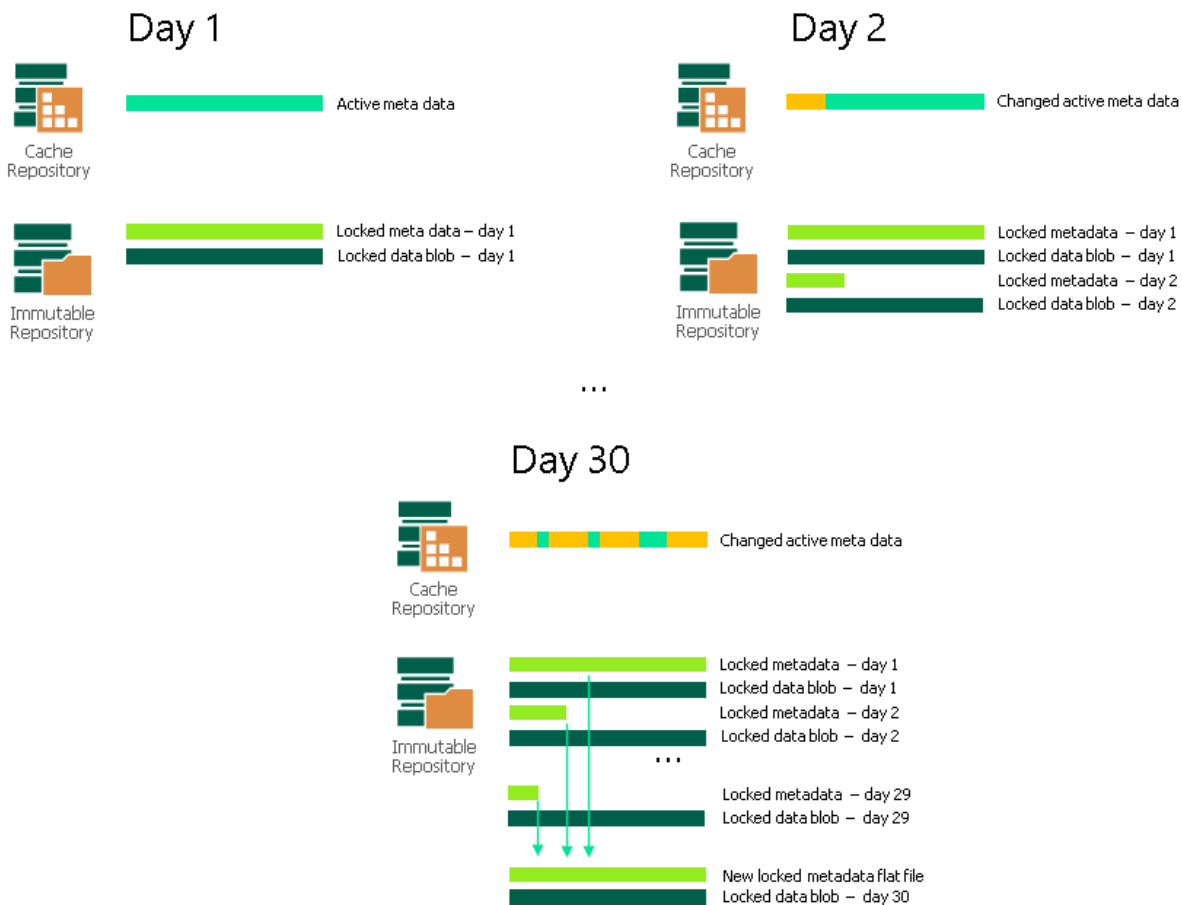 Day 1
Cache
Repository
Active meta data
Immutable
Repository
Locked meta data – day 1
Locked data blob – day 1
Day 2
Cache
Repository
Changed active meta data
Immutable
Repository
Locked metadata – day 1
Locked data blob – day 1
Locked metadata – day 2
Locked data blob – day 2
...
Day 30
Cache
Repository
Changed active meta data
Immutable
Repository
Locked metadata – day 1
Locked data blob – day 1
Locked metadata – day 2
Locked data blob – day 2
...
Locked metadata – day 29
Locked data blob – day 29
New locked metadata flat file
Locked data blob – day 30